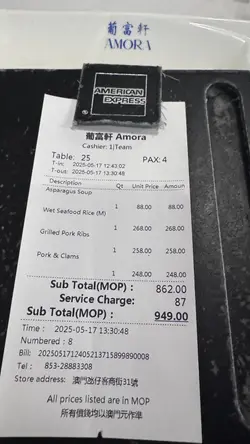 葡富軒
AMORA
AMERICAN
EXPRESS
葡富軒 Amora
Cashier: 1|Team
Table: 25 PAX: 4
T-in: 2025-05-17 12:43:02
T-out: 2025-05-17 13:30:48
Description Qt Unit Price Amoun
Asparagus Soup
1 88.00 88.00
Wet Seafood Rice (M)
1 268.00 268.00
Grilled Pork Ribs
1 258.00 258.00
Pork & Clams
1 248.00 248.00
Sub Total(MOP) : 862.00
Service Charge: 87
Sub Total(MOP) : 949.00
Time : 2025-05-17 13:30:48
Numbered : 8
Bill: 2025051712405213715899890008
Tel : 853-28883308
Store address: 澳門氹仔客商街31號
All prices listed are in MOP
所有價錢均以澳門元作準